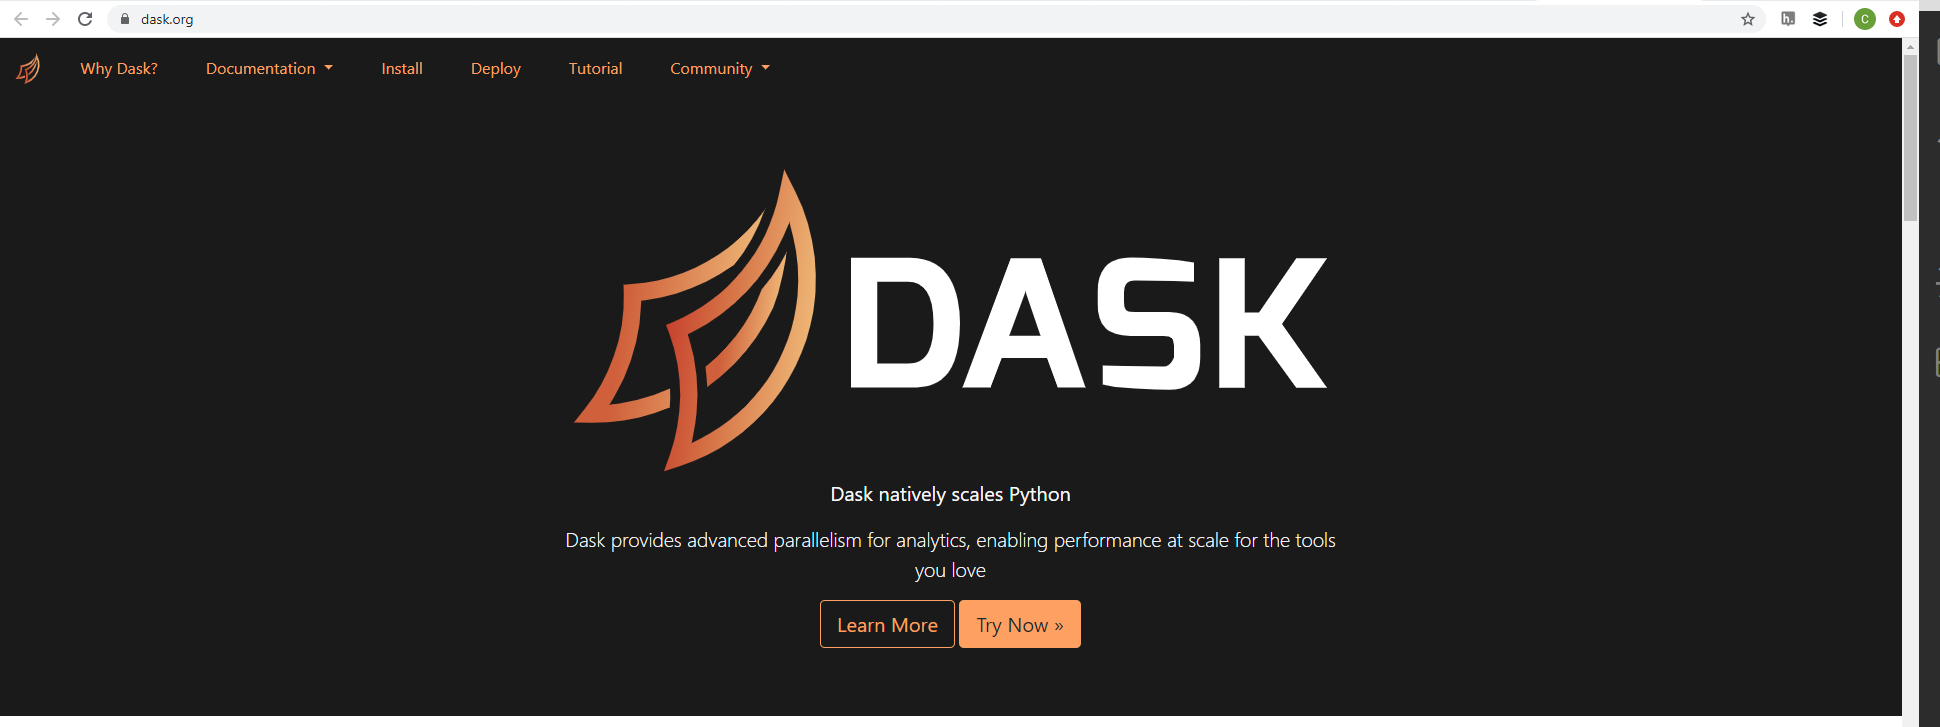 dask.org
h.
C
Why Dask?
Documentation
Install
Deploy
Tutorial
Community
DASK
Dask natively scales Python
Dask provides advanced parallelism for analytics, enabling performance at scale for the tools
you love
Learn More
Try Now »